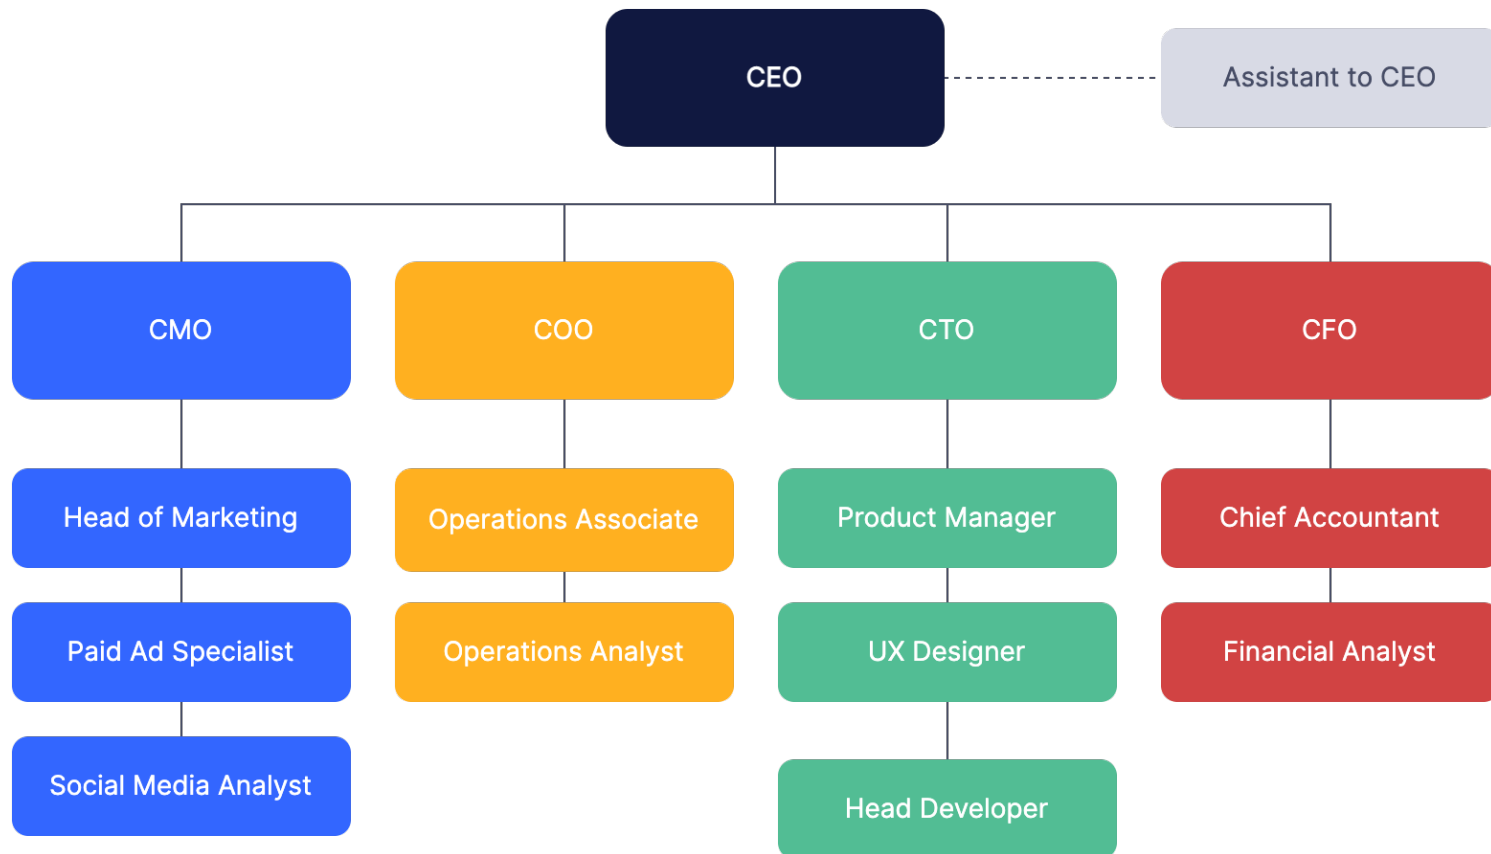 CEO
Assistant to CEO
CMO
COO
CTO
CFO
Head of Marketing
Operations Associate
Product Manager
Chief Accountant
Paid Ad Specialist
Operations Analyst
UX Designer
Financial Analyst
Social Media Analyst
Head Developer